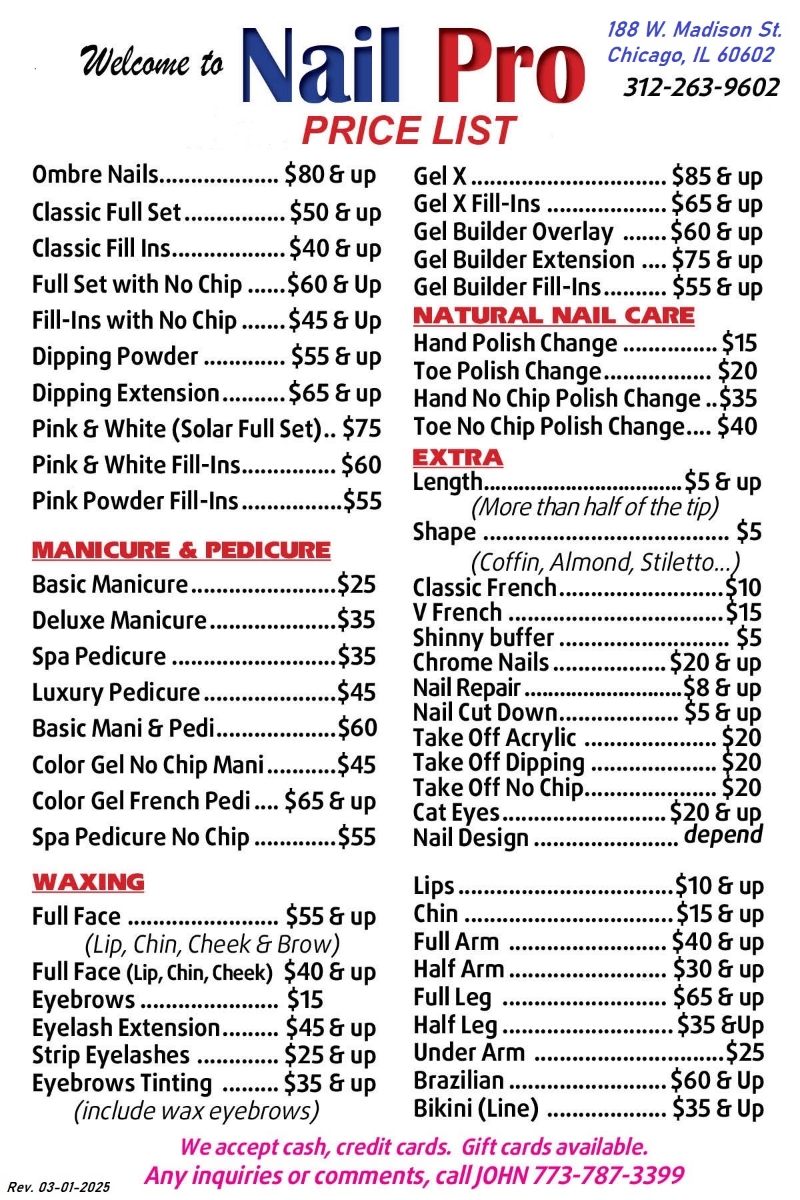 Welcome to Nail Pro
188 W. Madison St.
Chicago, IL 60602
312-263-9602
PRICE LIST
Ombre Nails................... $80 & up
Classic Full Set................ $50 & up
Classic Fill Ins.................. $40 & up
Full Set with No Chip ......$60 & Up
Fill-Ins with No Chip ....... $45 & Up
Dipping Powder ............. $55 & up
Dipping Extension.......... $65 & up
Pink & White (Solar Full Set).. $75
Pink & White Fill-Ins............... $60
Pink Powder Fill-Ins................$55
MANICURE & PEDICURE
Basic Manicure.......................$25
Deluxe Manicure....................$35
Spa Pedicure ..........................$35
Luxury Pedicure.....................$45
Basic Mani & Pedi...................$60
Color Gel No Chip Mani...........$45
Color Gel French Pedi .... $65 & up
Spa Pedicure No Chip .............$55
WAXING
Full Face ........................ $55 & up
(Lip, Chin, Cheek & Brow)
Full Face (Lip, Chin, Cheek) $40 & up
Eyebrows ...................... $15
Eyelash Extension......... $45 & up
Strip Eyelashes ............. $25 & up
Eyebrows Tinting ......... $35 & up
(include wax eyebrows)
Gel X ............................... $85 & up
Gel X Fill-Ins ................... $65 & up
Gel Builder Overlay ....... $60 & up
Gel Builder Extension .... $75 & up
Gel Builder Fill-Ins.......... $55 & up
NATURAL NAIL CARE
Hand Polish Change ............... $15
Toe Polish Change................. $20
Hand No Chip Polish Change ..$35
Toe No Chip Polish Change.... $40
EXTRA
Length...................................$5 & up
(More than half of the tip)
Shape ....................................... $5
(Coffin, Almond, Stiletto...)
Classic French..........................$10
V French ..................................$15
Shinny buffer ........................... $5
Chrome Nails.................. $20 & up
Nail Repair............................$8 & up
Nail Cut Down................... $5 & up
Take Off Acrylic ..................... $20
Take Off Dipping .................... $20
Take Off No Chip..................... $20
Cat Eyes.......................... $20 & up
Nail Design ....................... depend
Lips..................................$10 & up
Chin .................................$15 & up
Full Arm ......................... $40 & up
Half Arm......................... $30 & up
Full Leg .......................... $65 & up
Half Leg........................... $35 &Up
Under Arm ..............................$25
Brazilian ......................... $60 & Up
Bikini (Line) ................... $35 & Up
We accept cash, credit cards. Gift cards available.
Any inquiries or comments, call JOHN 773-787-3399
Rev. 03-01-2025